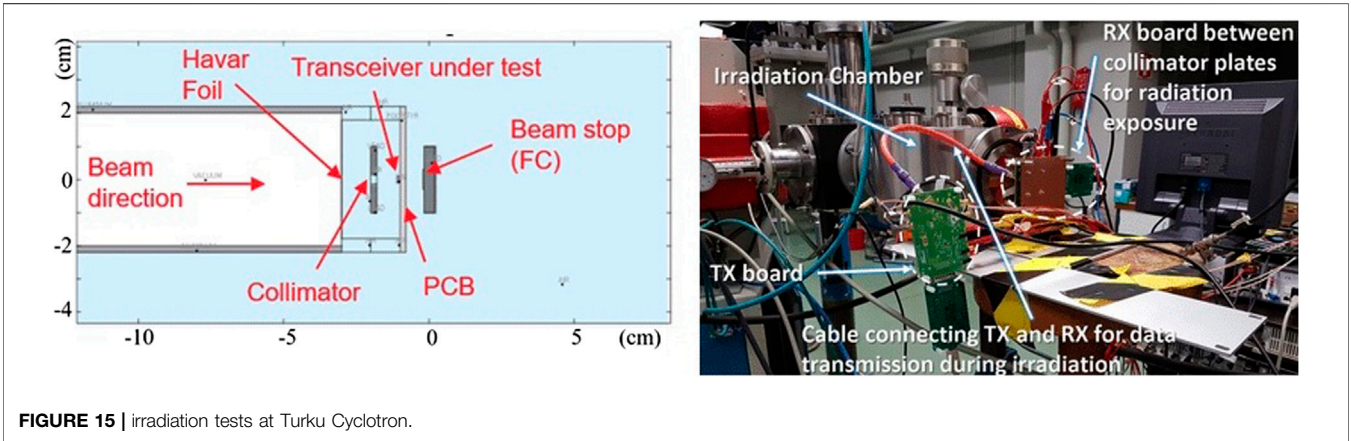 (cm)
Havar
Foil
Transceiver under test
2
Beam
direction
VACUUM
0
Beam stop
(FC)
-2
Collimator
PCB
AIR
-4
-10
-5
0
5
(cm)
Irradiation Chamber
RX board between
collimator plates
for radiation
exposure
TX board
Cable connecting TX and RX for data
transmission during irradiation
FIGURE 15 | irradiation tests at Turku Cyclotron.